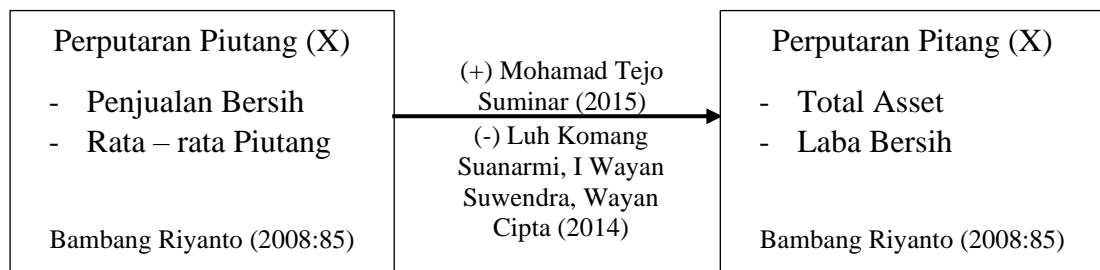 Perputaran Piutang (X)
- Penjualan Bersih
- Rata – rata Piutang
Bambang Riyanto (2008:85)
(+) Mohamad Tejo
Suminar (2015)
(-) Luh Komang
Suanarmi, I Wayan
Suwendra, Wayan
Cipta (2014)
Perputaran Pitang (X)
- Total Asset
- Laba Bersih
Bambang Riyanto (2008:85)